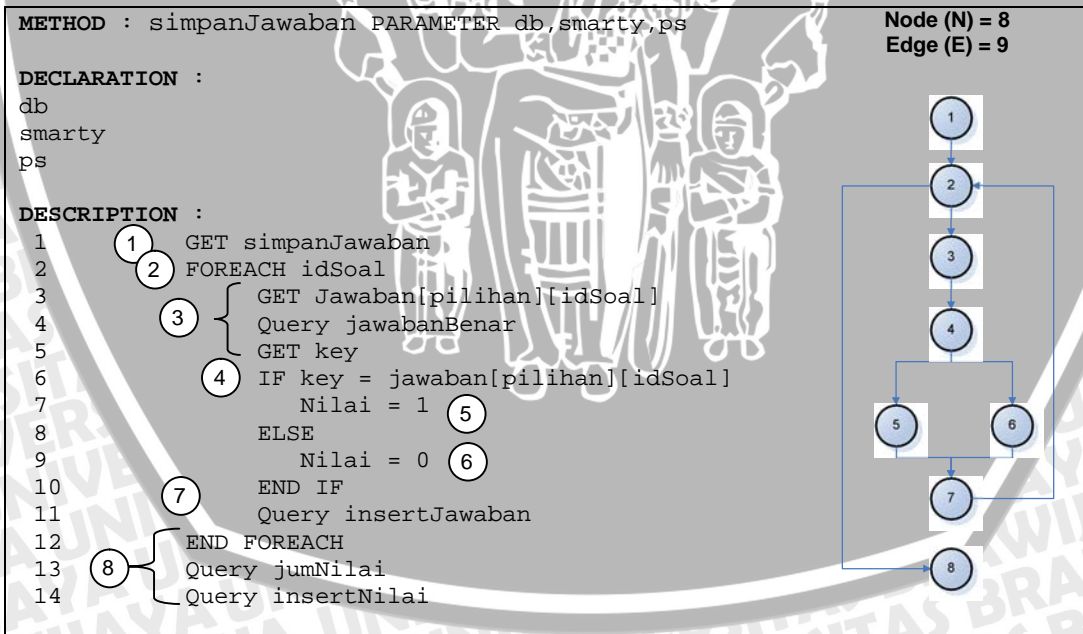 METHOD : simpanJawaban PARAMETER db,smarty,ps
Node (N) = 8
Edge (E) = 9
DECLARATION :
db
smarty
ps
DESCRIPTION :
1 1 GET simpanJawaban
2 2 FOREACH idSoal
3 GET Jawaban[pilihan][idSoal]
4 3 Query jawabanBenar
5 GET key
6 4 IF key = jawaban[pilihan][idSoal]
7 Nilai = 1 5
8 ELSE
9 Nilai = 0 6
10 7 END IF
11 Query insertJawaban
12 END FOREACH
13 8 Query jumNilai
14 Query insertNilai
1
2
3
4
5 6
7
8